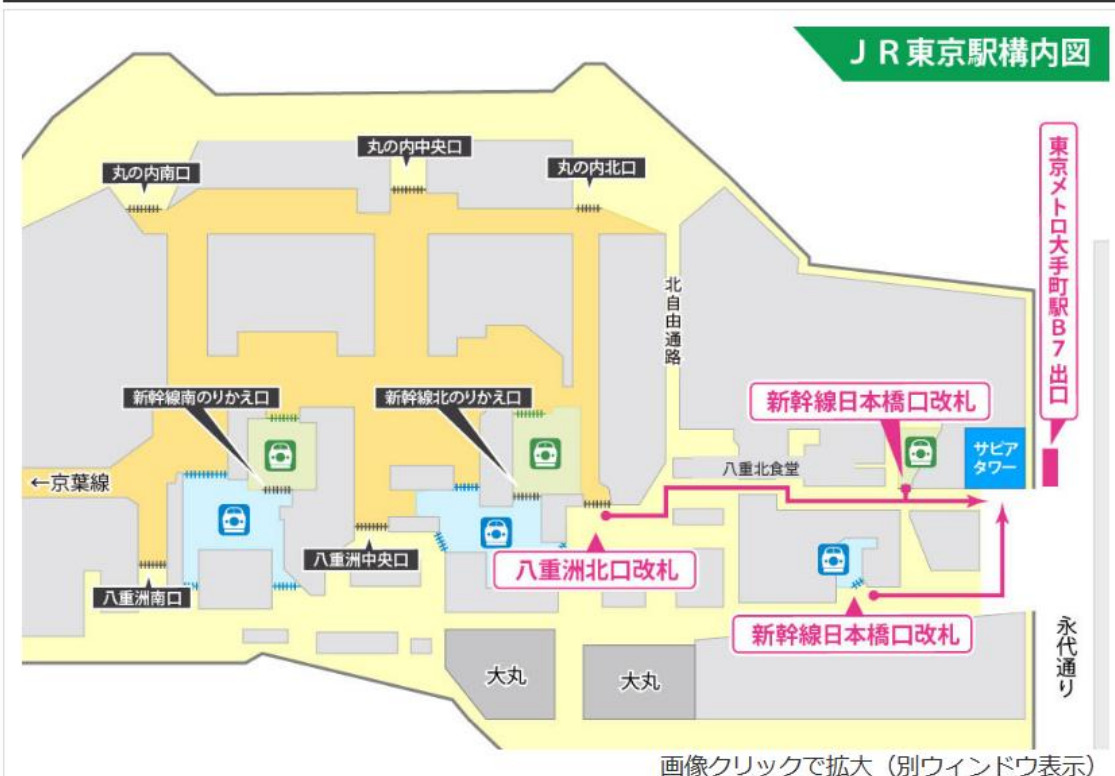 JR東京駅構内図
丸の内南口
丸の内中央口
丸の内北口
東京メトロ大手町駅B7出口
北自由通路
新幹線南のりかえ口
新幹線北のりかえ口
新幹線日本橋口改札
八重北食堂
サピア
タワー
←京葉線
八重洲南口
八重洲中央口
八重洲北口改札
新幹線日本橋口改札
永代通り
大丸
大丸
画像クリックで拡大（別ウィンドウ表示）